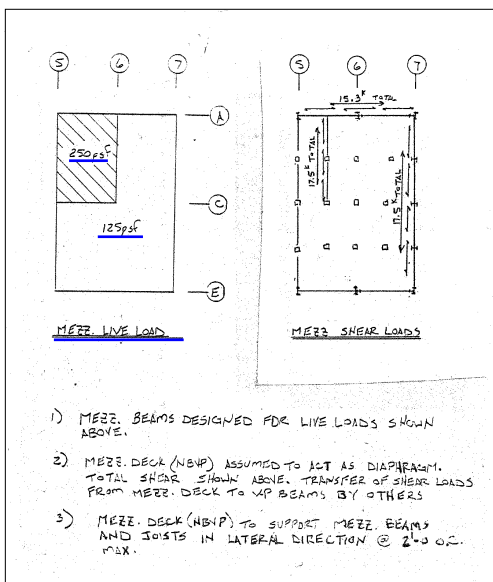 5 6 7
A
250psf
C
125psf
E
MEZZ. LIVE LOAD
5 6 7
15.3K TOTAL
17.5K TOTAL
17.5K TOTAL
MEZZ SHEAR LOADS
1) MEZZ. BEAMS DESIGNED FOR LIVE LOADS SHOWN
ABOVE.
2) MEZZ. DECK (NBVP) ASSUMED TO ACT AS DIAPHRAGM.
TOTAL SHEAR SHOWN ABOVE. TRANSFER OF SHEAR LOADS
FROM MEZZ. DECK TO VP BEAMS BY OTHERS
3) MEZZ. DECK (NBVP) TO SUPPORT MEZZ. BEAMS
AND JOISTS IN LATERAL DIRECTION @ 2'-0 O.C.
MAX.